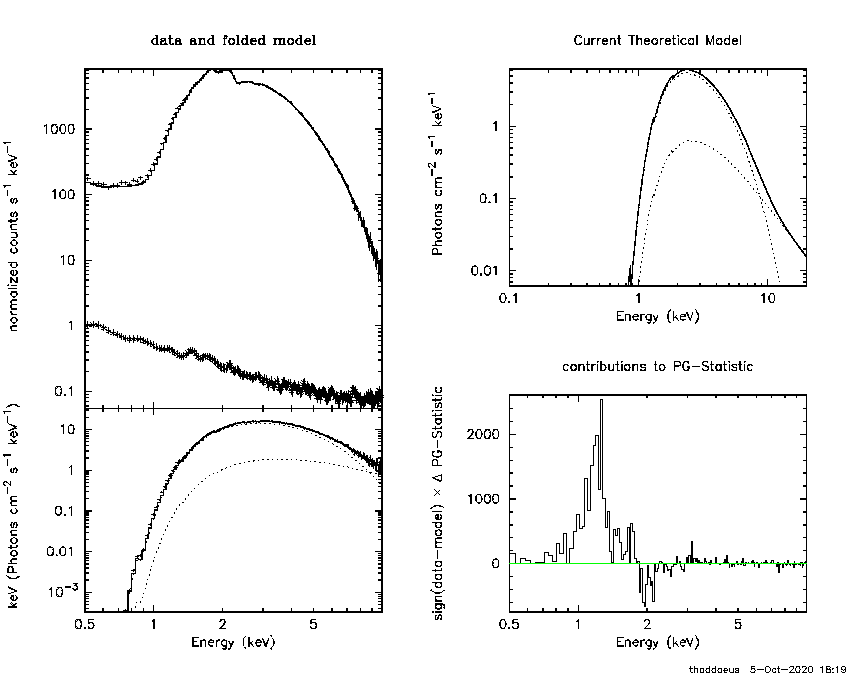 data and folded model
normalized counts s⁻¹ keV⁻¹
1000
100
10
1
0.1
keV (Photons cm⁻² s⁻¹ keV⁻¹)
10
1
0.1
0.01
10⁻³
0.5 1 2 5
Energy (keV)
Current Theoretical Model
Photons cm⁻² s⁻¹ keV⁻¹
1
0.1
0.01
0.1 1 10
Energy (keV)
contributions to PG-Statistic
sign(data-model) × Δ PG-Statistic
2000
1000
0
0.5 1 2 5
Energy (keV)
thaddaeus 5-Oct-2020 18:19